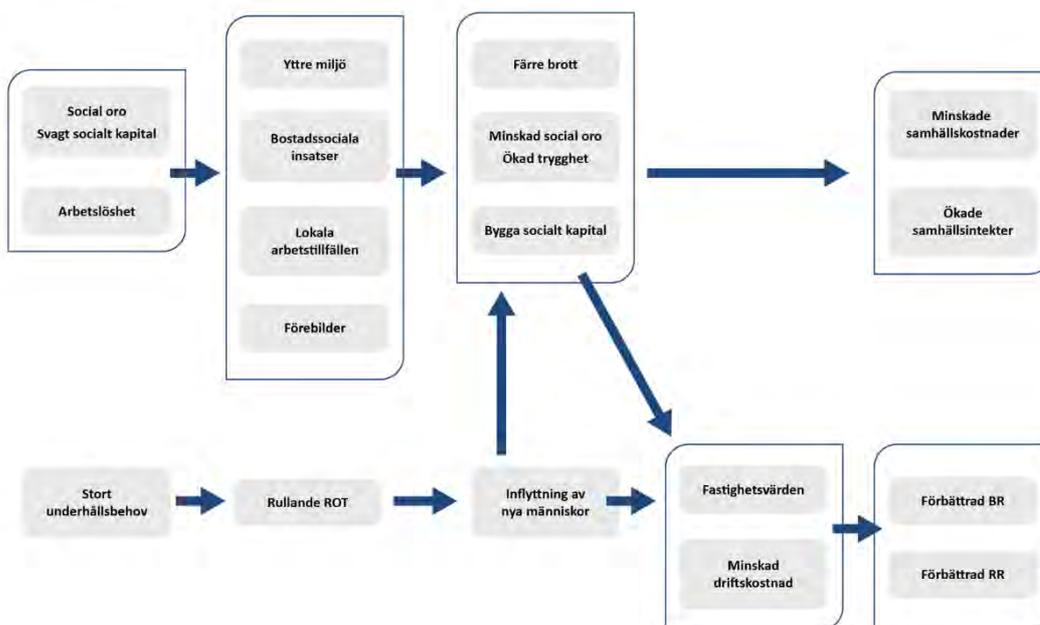 Social oro
Svagt socialt kapital
Arbetslöshet
Yttre miljö
Bostadssociala
insatser
Lokala
arbetstillfällen
Förebilder
Färre brott
Minskad social oro
Ökad trygghet
Bygga socialt kapital
Minskade
samhällskostnader
Ökade
samhällsintekter
Stort
underhållsbehov
Rullande ROT
Inflyttning av
nya människor
Fastighetsvärden
Minskad
driftskostnad
Förbättrad BR
Förbättrad RR